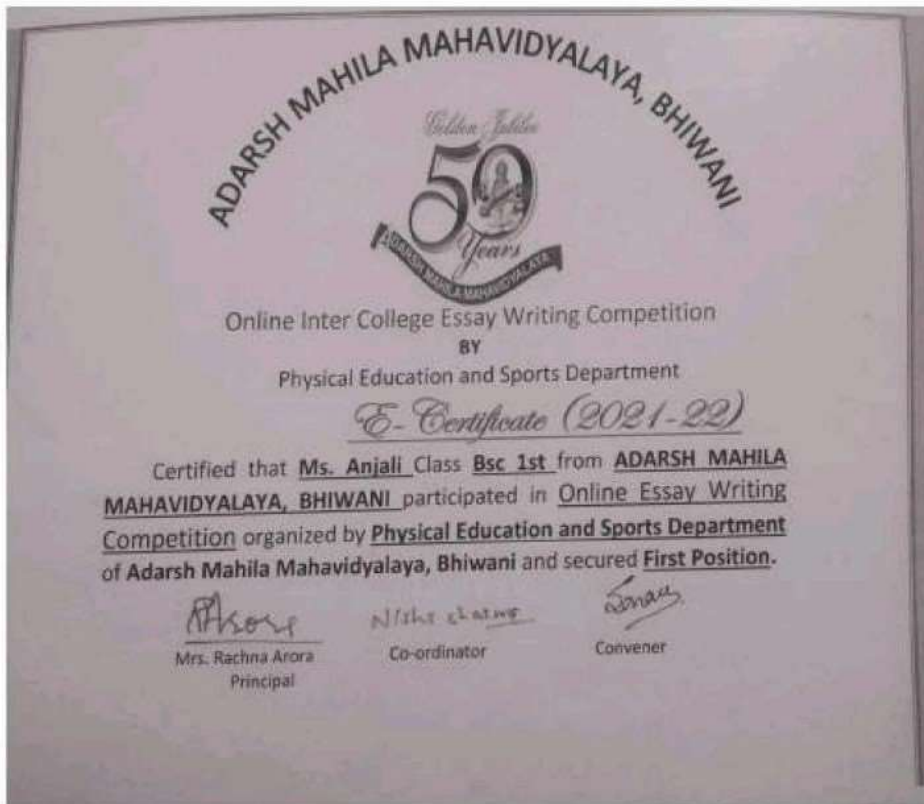 ADARSH MAHILA MAHAVIDYALAYA, BHIWANI
Golden Jubilee
50
Years
ADARSH MAHILA MAHAVIDYALAYA
Online Inter College Essay Writing Competition
BY
Physical Education and Sports Department
E-Certificate (2021-22)
Certified that Ms. Anjali Class Bsc 1st from ADARSH MAHILA
MAHAVIDYALAYA, BHIWANI participated in Online Essay Writing
Competition organized by Physical Education and Sports Department
of Adarsh Mahila Mahavidyalaya, Bhiwani and secured First Position.
Mrs. Rachna Arora
Principal
Co-ordinator
Convener